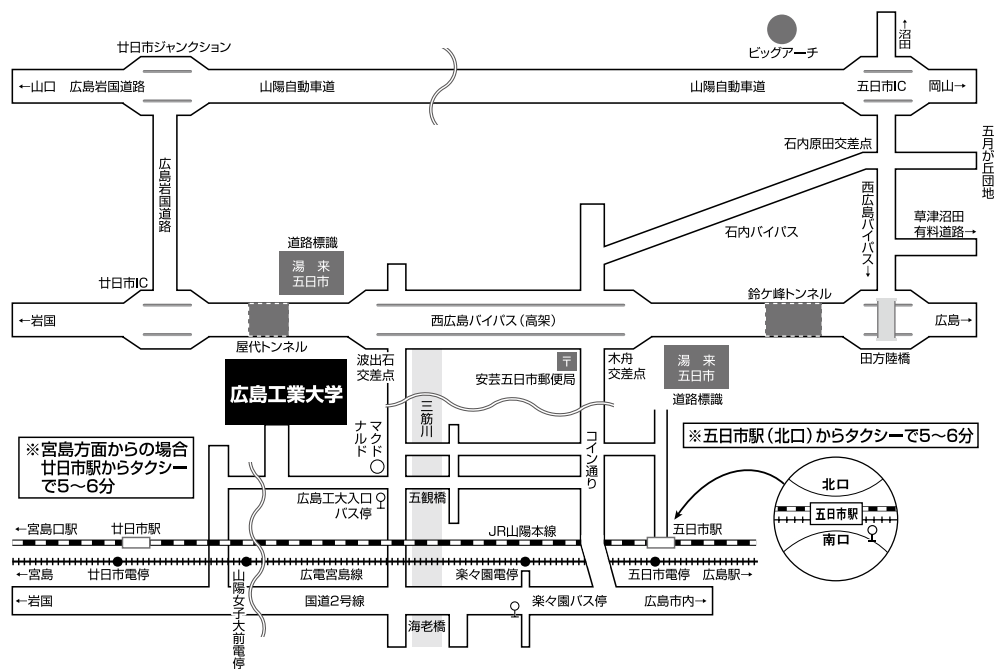 ビッグアーチ
↑沼田
廿日市ジャンクション
←山口
広島岩国道路
山陽自動車道
山陽自動車道
五日市IC
岡山→
石内原田交差点
五月が丘団地
広島岩国道路
西広島バイパス→
草津沼田
有料道路→
石内バイパス
道路標識
湯 来
五日市
廿日市IC
鈴ケ峰トンネル
←岩国
西広島バイパス(高架)
広島→
屋代トンネル
波出石
交差点
〒
安芸五日市郵便局
木舟
交差点
湯 来
五日市
道路標識
田方陸橋
広島工業大学
三筋川
マクド
ナルド
コイン通り
※宮島方面からの場合
廿日市駅からタクシー
で5〜6分
※五日市駅(北口)からタクシーで5〜6分
広島工大入口
バス停
五観橋
北口
五日市駅
南口
←宮島口駅
廿日市駅
JR山陽本線
五日市駅
←宮島
廿日市電停
山陽女子大前電停
広電宮島線
楽々園電停
五日市電停
広島駅→
←岩国
国道2号線
楽々園バス停
広島市内→
海老橋